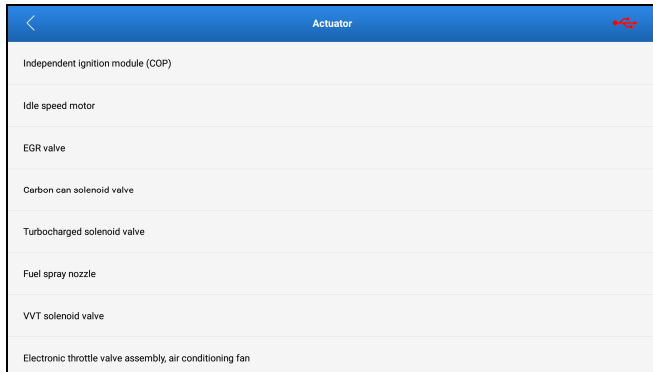 Actuator
Independent ignition module (COP)
Idle speed motor
EGR valve
Carbon can solenoid valve
Turbocharged solenoid valve
Fuel spray nozzle
VVT solenoid valve
Electronic throttle valve assembly, air conditioning fan